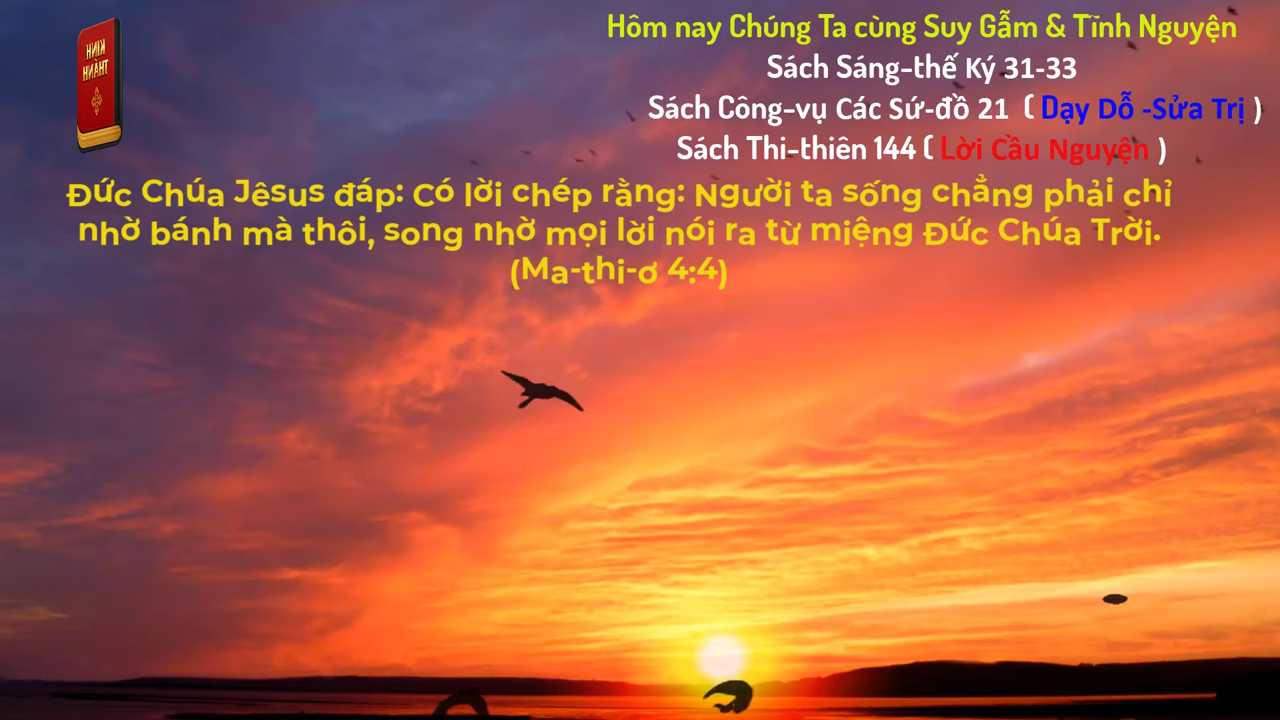 KINH
THÁNH
Hôm nay Chúng Ta cùng Suy Gẫm & Tĩnh Nguyện
Sách Sáng-thế Ký 31-33
Sách Công-vụ Các Sứ-đồ 21 ( Dạy Dỗ -Sửa Trị )
Sách Thi-thiên 144 ( Lời Cầu Nguyện )
Đức Chúa Jêsus đáp: Có lời chép rằng: Người ta sống chẳng phải chỉ
nhờ bánh mà thôi, song nhờ mọi lời nói ra từ miệng Đức Chúa Trời.
(Ma-thi-ơ 4:4)